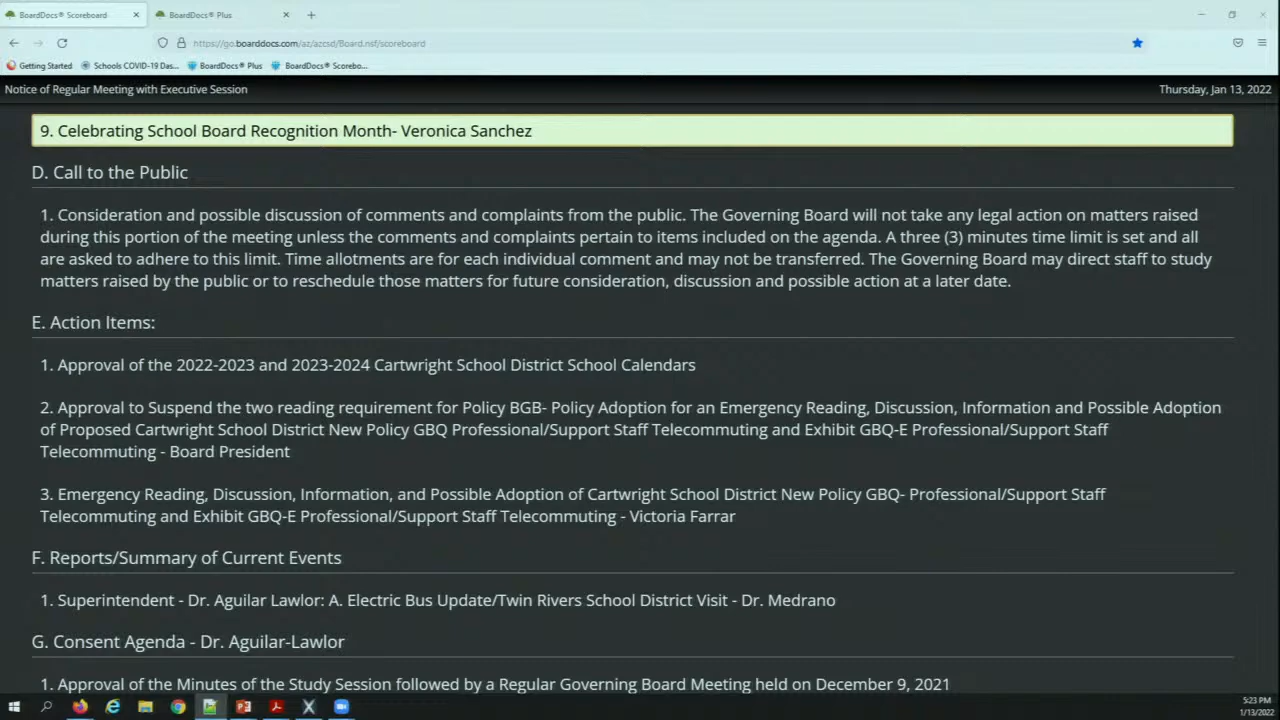 BoardDocs® Scoreboard
BoardDocs® Plus
https://go.boarddocs.com/az/azcsd/Board.nsf/scoreboard
Getting Started Schools COVID-19 Das... BoardDocs® Plus BoardDocs® Scorebo...
Notice of Regular Meeting with Executive Session
Thursday, Jan 13, 2022
9. Celebrating School Board Recognition Month- Veronica Sanchez
D. Call to the Public
1. Consideration and possible discussion of comments and complaints from the public. The Governing Board will not take any legal action on matters raised
during this portion of the meeting unless the comments and complaints pertain to items included on the agenda. A three (3) minutes time limit is set and all
are asked to adhere to this limit. Time allotments are for each individual comment and may not be transferred. The Governing Board may direct staff to study
matters raised by the public or to reschedule those matters for future consideration, discussion and possible action at a later date.
E. Action Items:
1. Approval of the 2022-2023 and 2023-2024 Cartwright School District School Calendars
2. Approval to Suspend the two reading requirement for Policy BGB- Policy Adoption for an Emergency Reading, Discussion, Information and Possible Adoption
of Proposed Cartwright School District New Policy GBQ Professional/Support Staff Telecommuting and Exhibit GBQ-E Professional/Support Staff
Telecommuting - Board President
3. Emergency Reading, Discussion, Information, and Possible Adoption of Cartwright School District New Policy GBQ- Professional/Support Staff
Telecommuting and Exhibit GBQ-E Professional/Support Staff Telecommuting - Victoria Farrar
F. Reports/Summary of Current Events
1. Superintendent - Dr. Aguilar Lawlor: A. Electric Bus Update/Twin Rivers School District Visit - Dr. Medrano
G. Consent Agenda - Dr. Aguilar-Lawlor
1. Approval of the Minutes of the Study Session followed by a Regular Governing Board Meeting held on December 9, 2021
5:23 PM
1/13/2022